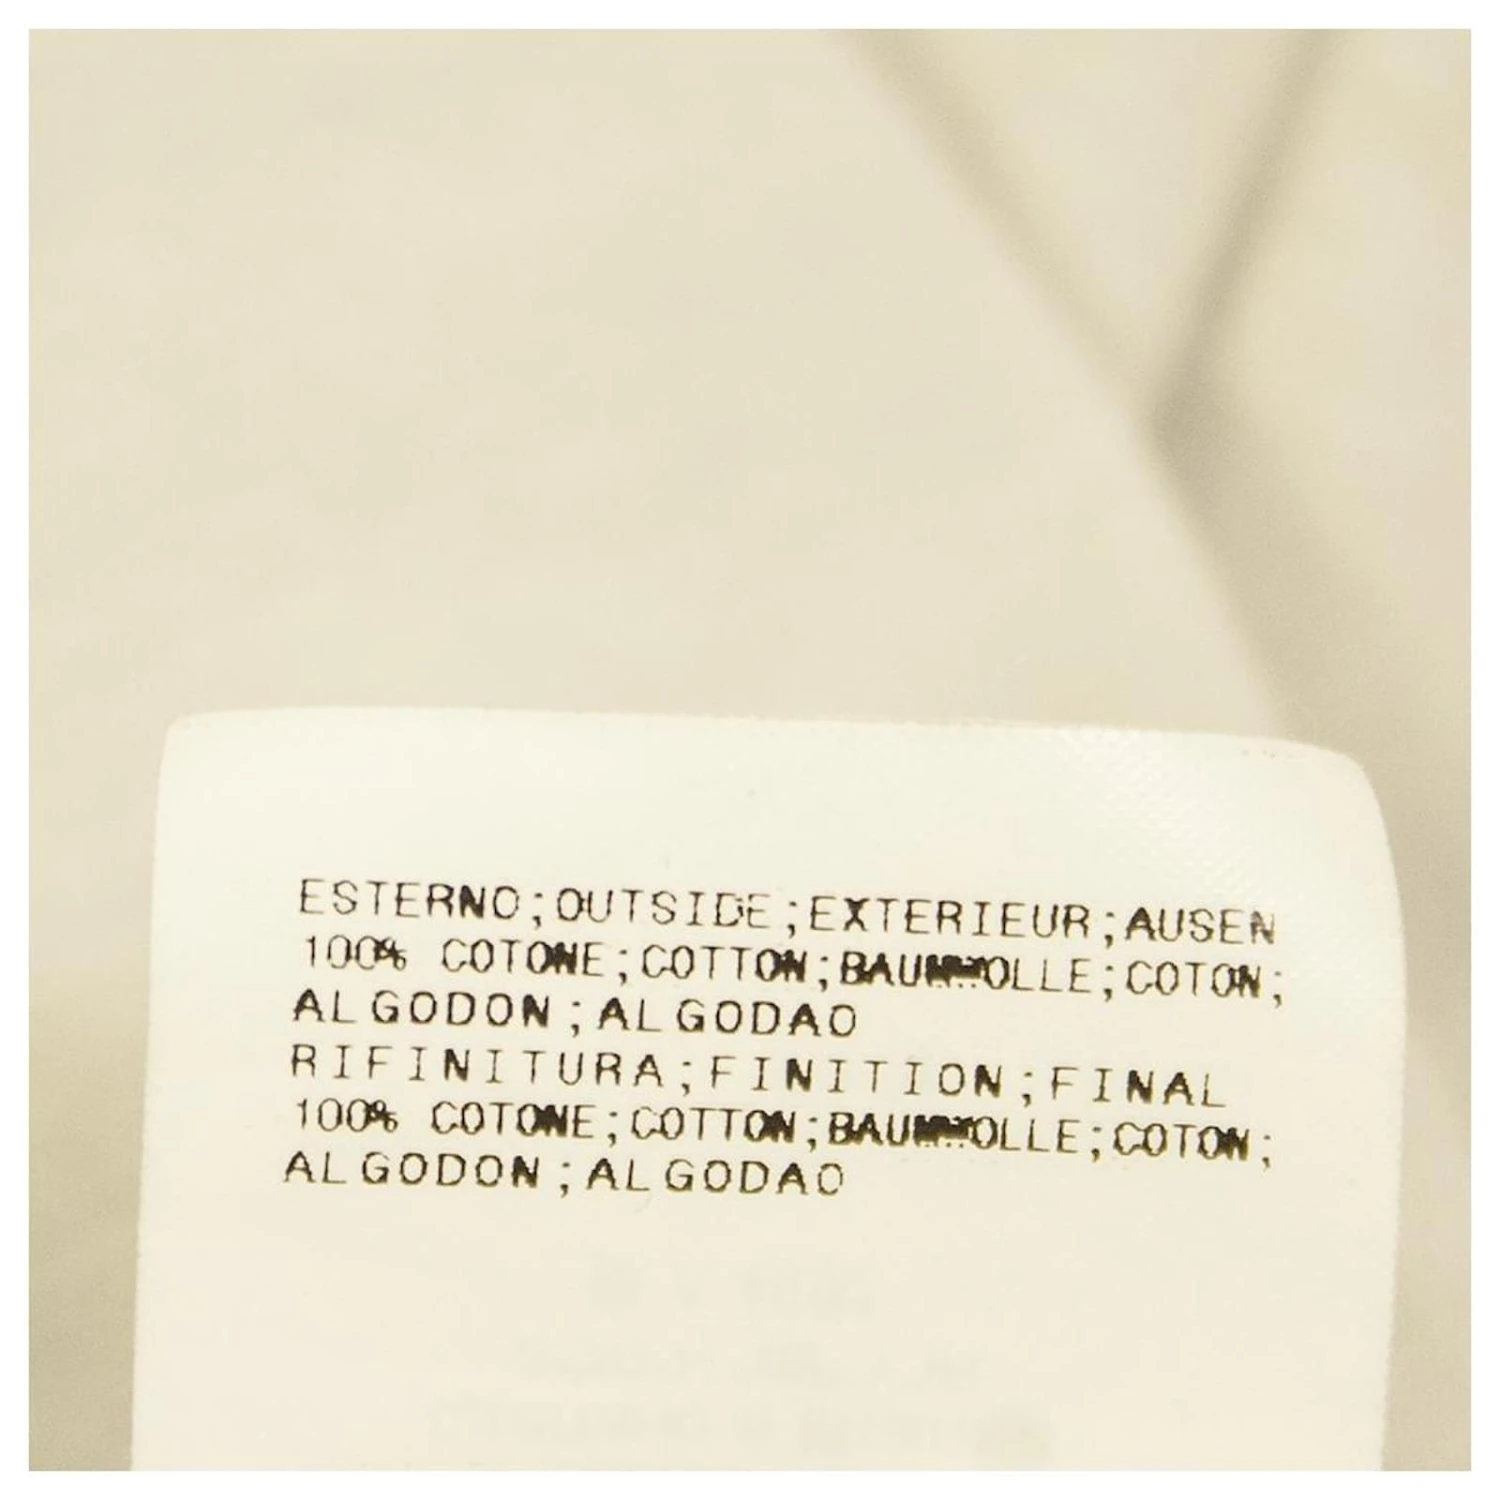 ESTERNO;OUTSIDE;EXTERIEUR;AUSEN
100% COTONE;COTTON;BAUMWOLLE;COTON;
ALGODON;ALGODAO
RIFINITURA;FINITION;FINAL
100% COTONE;COTTON;BAUMWOLLE;COTON;
ALGODON;ALGODAO